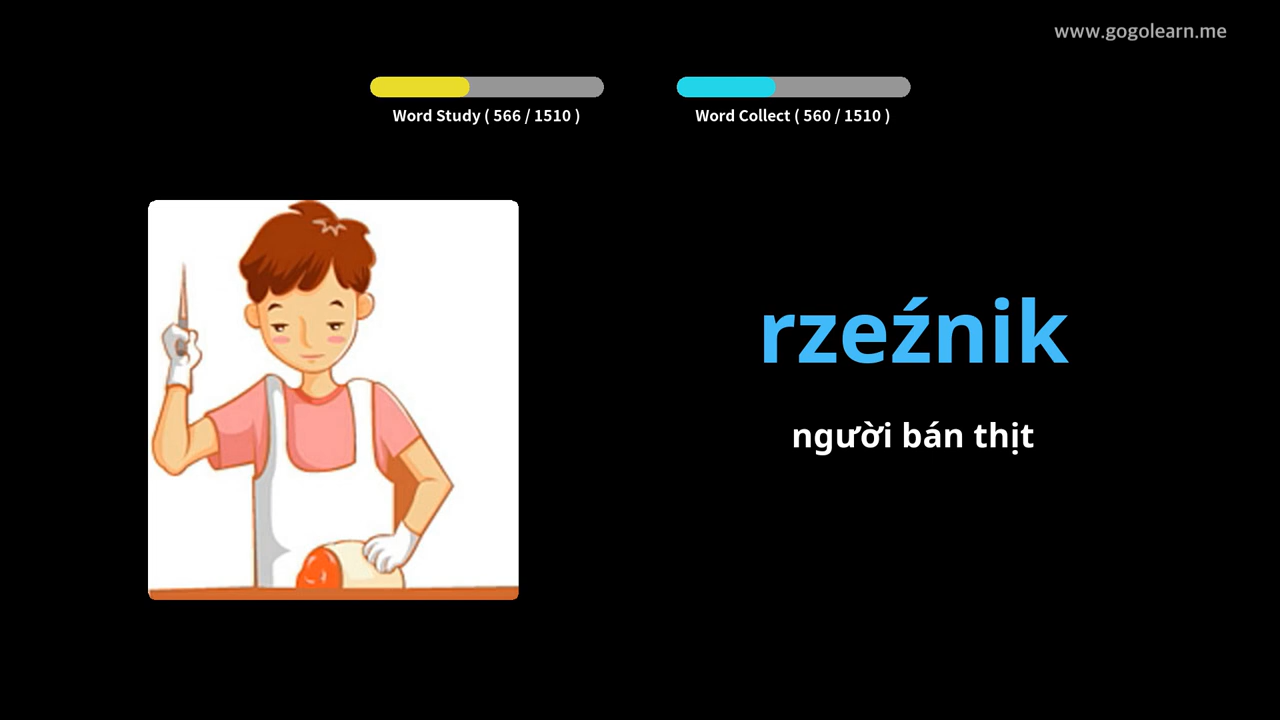 www.gogolearn.me
Word Study ( 566 / 1510 )
Word Collect ( 560 / 1510 )
rzeźnik
người bán thịt